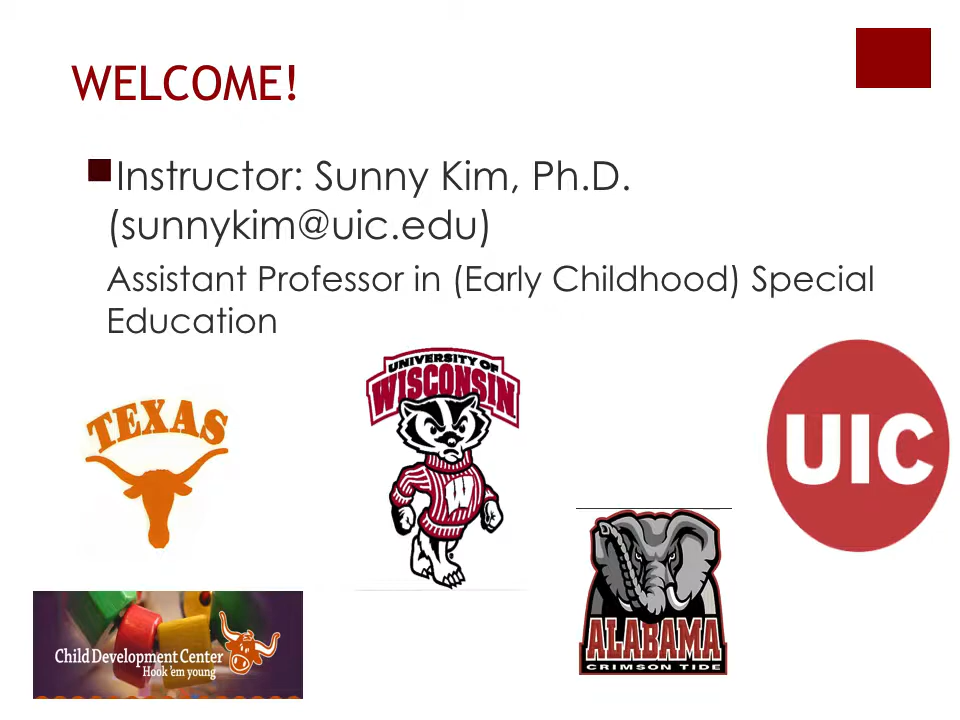 WELCOME!
Instructor: Sunny Kim, Ph.D.
(sunnykim@uic.edu)
Assistant Professor in (Early Childhood) Special
Education
TEXAS
UNIVERSITY OF
WISCONSIN
W
UIC
ALABAMA
CRIMSON TIDE
Child Development Center
Hook 'em young